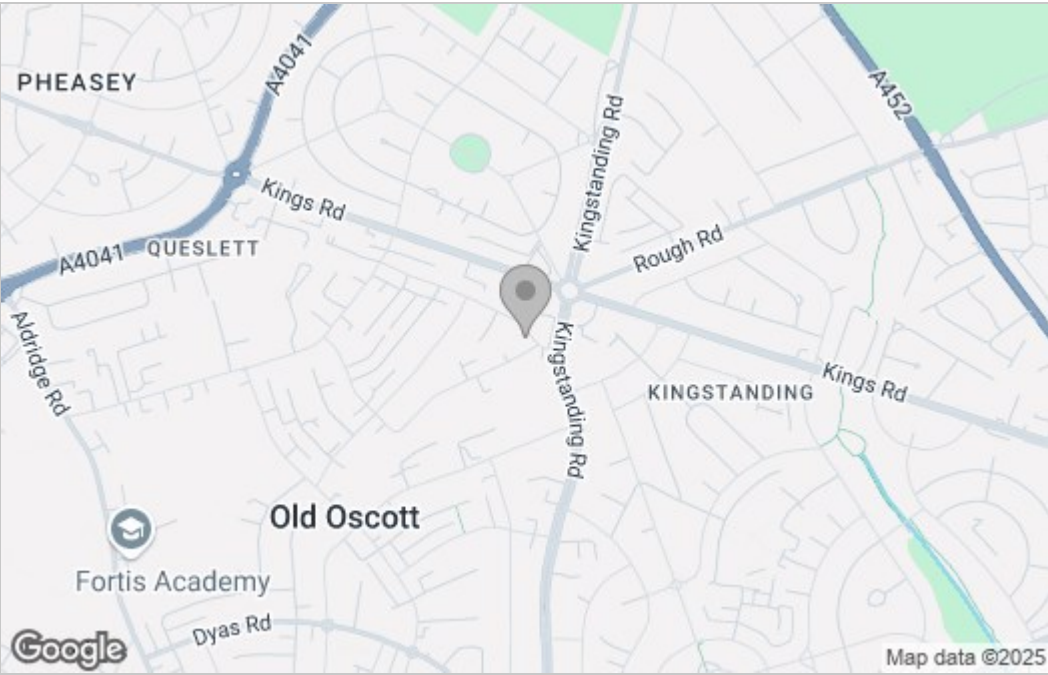 PHEASEY
A4041
A452
Kingstanding Rd
Kings Rd
Rough Rd
QUESLETT
A4041
Aldridge Rd
Kingstanding Rd
KINGSTANDING
Kings Rd
Old Oscott
Fortis Academy
Dyas Rd
Google
Map data ©2025